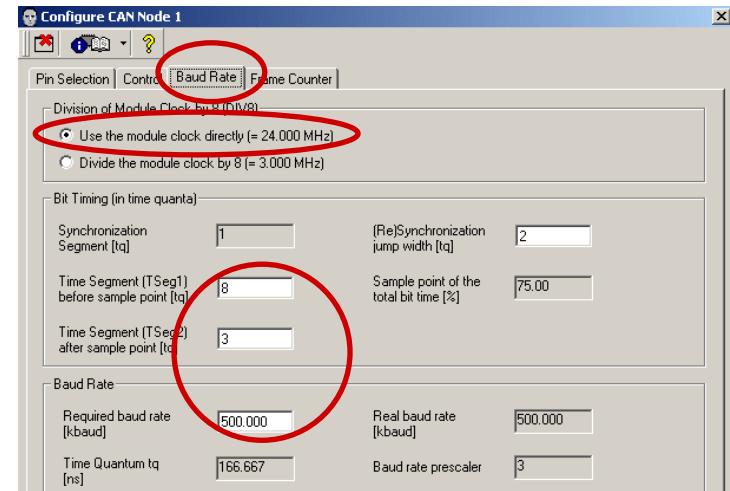 Configure CAN Node 1
Pin Selection Control Baud Rate Frame Counter
Division of Module Clock by 8 (DIV8)
Use the module clock directly (= 24.000 MHz)
Divide the module clock by 8 (= 3.000 MHz)
Bit Timing (in time quanta)
Synchronization
Segment [tq]
1
(Re)Synchronization
jump width [tq]
2
Time Segment (TSeg1)
before sample point [tq]
8
Sample point of the
total bit time [%]
75.00
Time Segment (TSeg2)
after sample point [tq]
3
Baud Rate
Required baud rate
[kbaud]
500.000
Real baud rate
[kbaud]
500.000
Time Quantum tq
[ns]
166.667
Baud rate prescaler
3